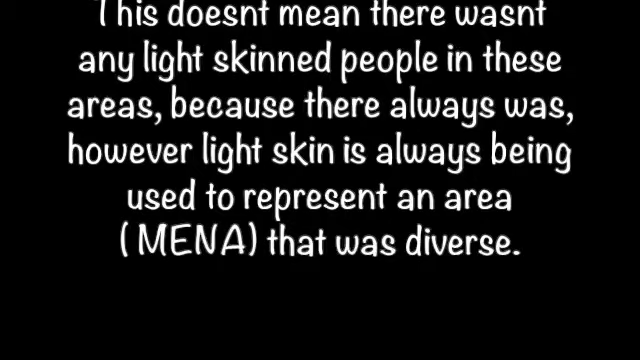 This doesnt mean there wasnt
any light skinned people in these
areas, because there always was,
however light skin is always being
used to represent an area
( MENA) that was diverse.